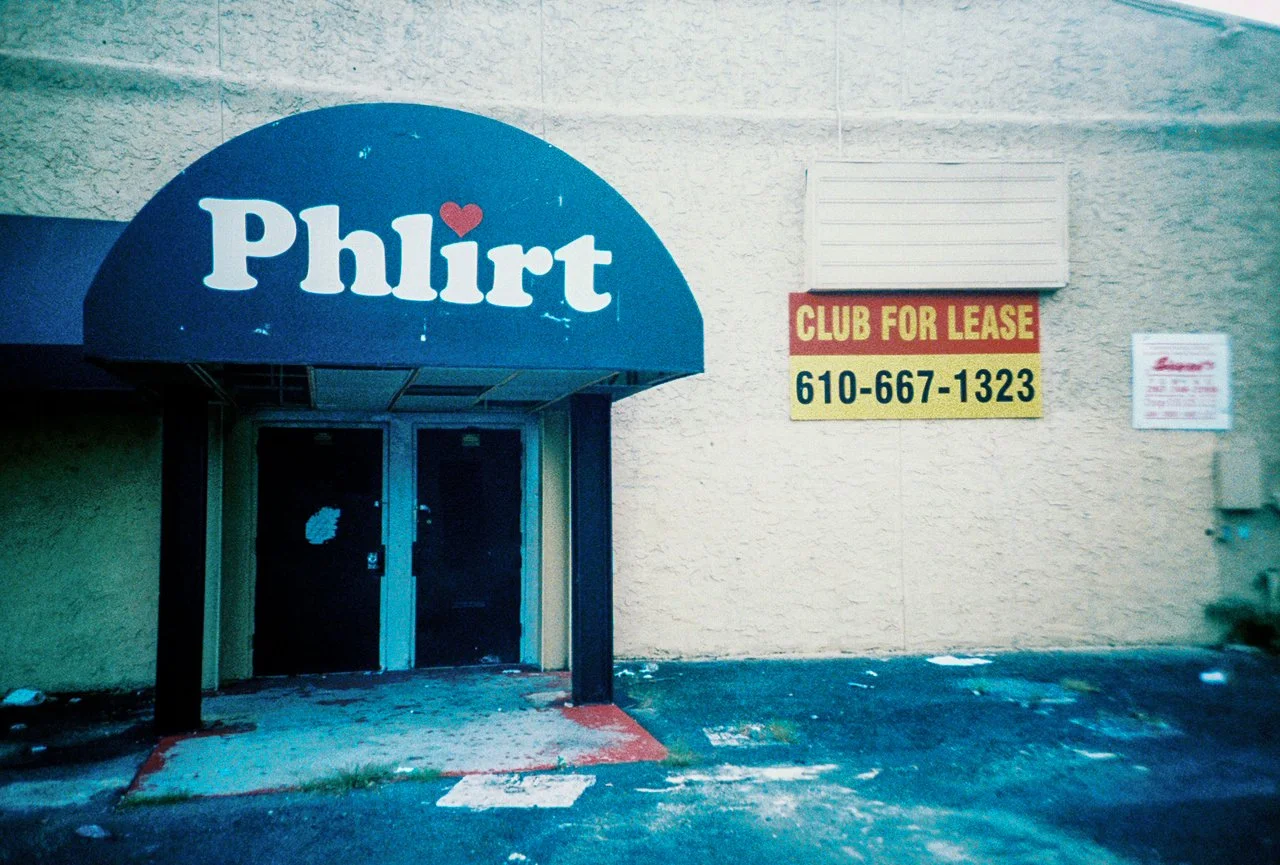 Phlirt
CLUB FOR LEASE
610-667-1323